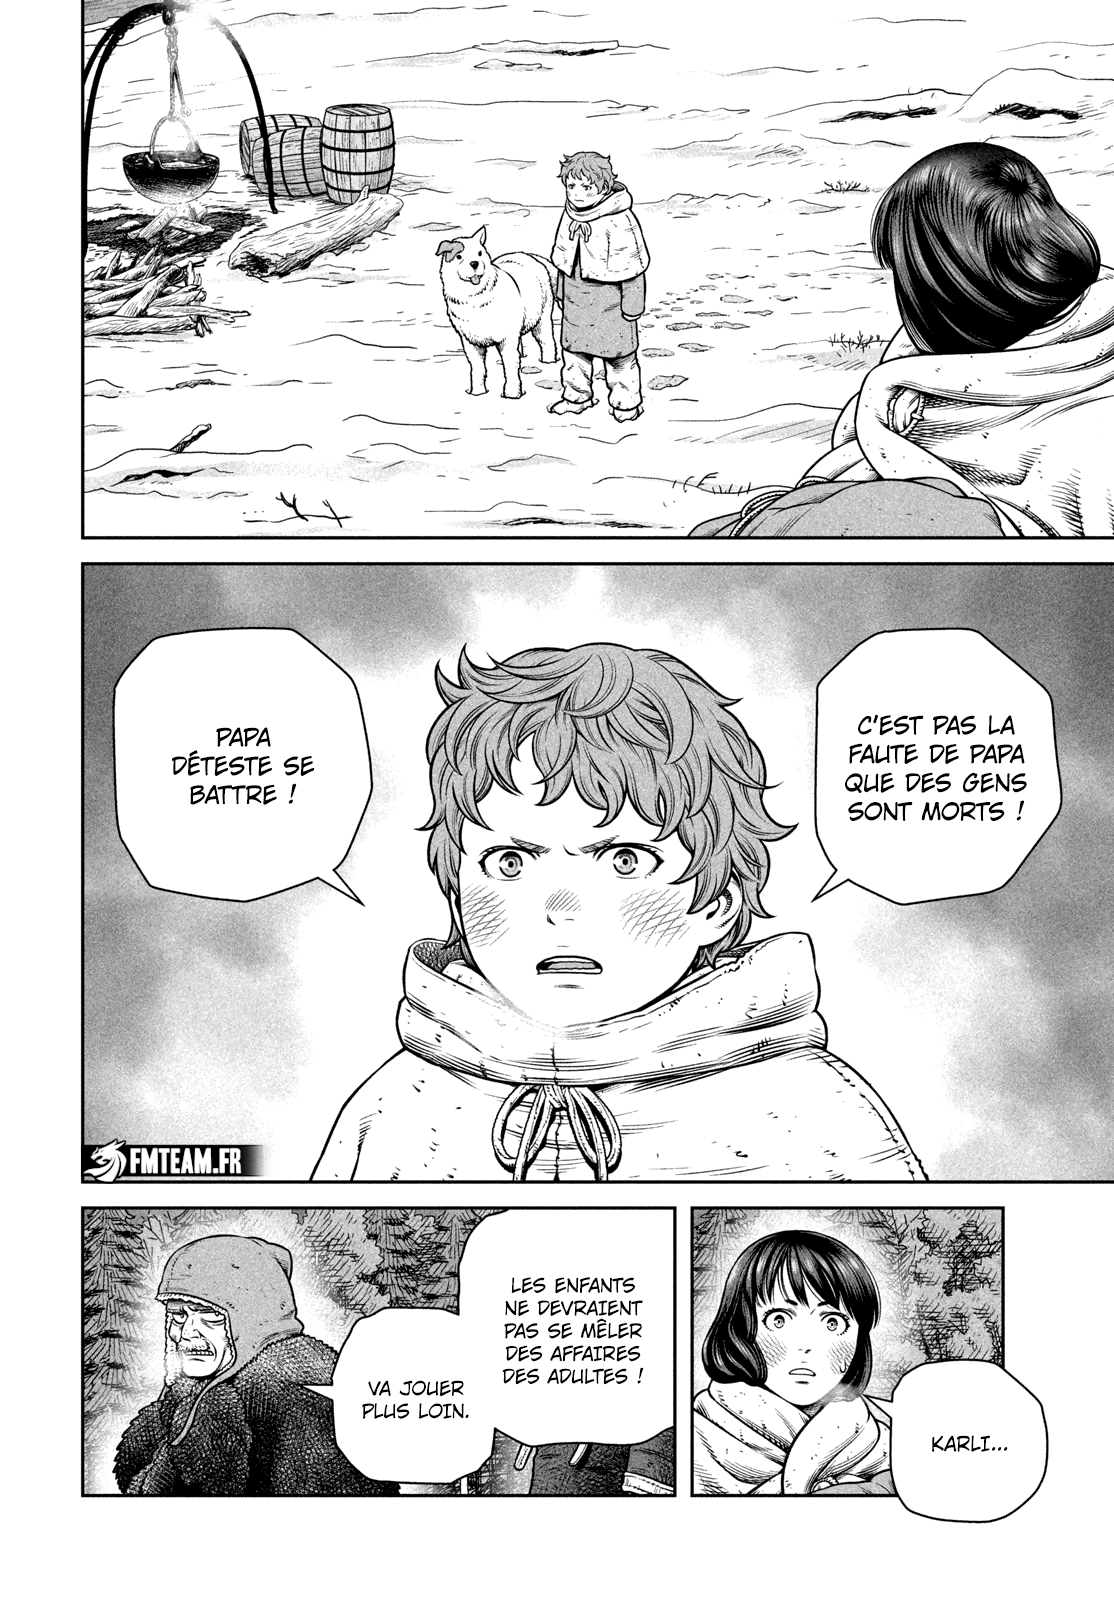 C'EST PAS LA
FAUTE DE PAPA
QUE DES GENS
SONT MORTS !
PAPA
DÉTESTE SE
BATTRE !
FMTEAM.FR
KARLI...
LES ENFANTS
NE DEVRAIENT
PAS SE MÊLER
DES AFFAIRES
DES ADULTES !
VA JOUER
PLUS LOIN.